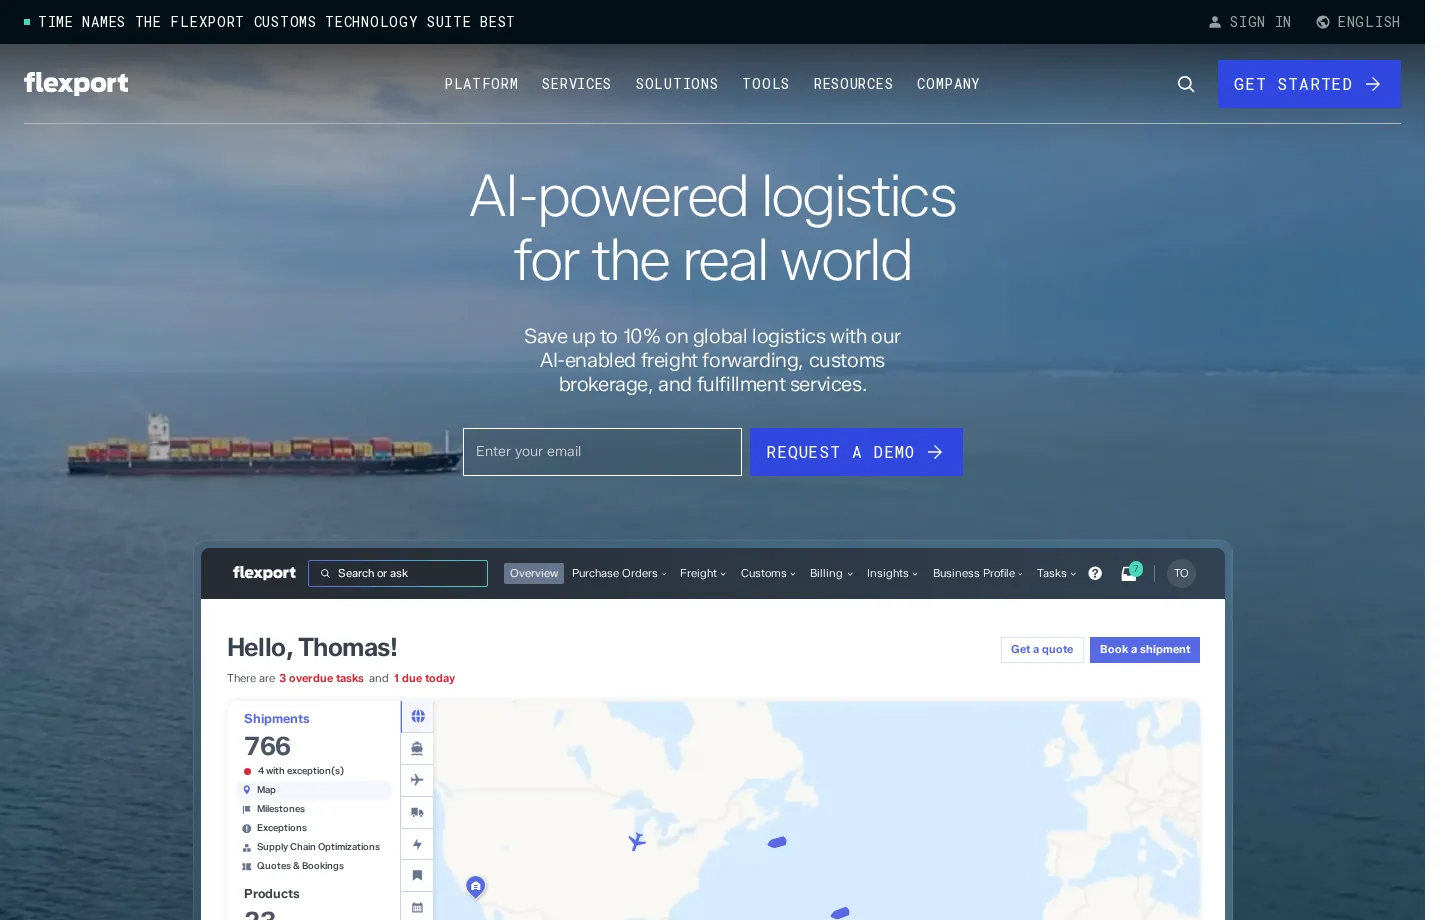 TIME NAMES THE FLEXPORT CUSTOMS TECHNOLOGY SUITE BEST
SIGN IN
ENGLISH
flexport
PLATFORM
SERVICES
SOLUTIONS
TOOLS
RESOURCES
COMPANY
GET STARTED
AI-powered logistics
for the real world
Save up to 10% on global logistics with our
AI-enabled freight forwarding, customs
brokerage, and fulfillment services.
Enter your email
REQUEST A DEMO
flexport
Search or ask
Overview
Purchase Orders
Freight
Customs
Billing
Insights
Business Profile
Tasks
7
TO
Hello, Thomas!
Get a quote
Book a shipment
There are 3 overdue tasks and 1 due today
Shipments
766
4 with exception(s)
Map
Milestones
Exceptions
Supply Chain Optimizations
Quotes & Bookings
Products
23